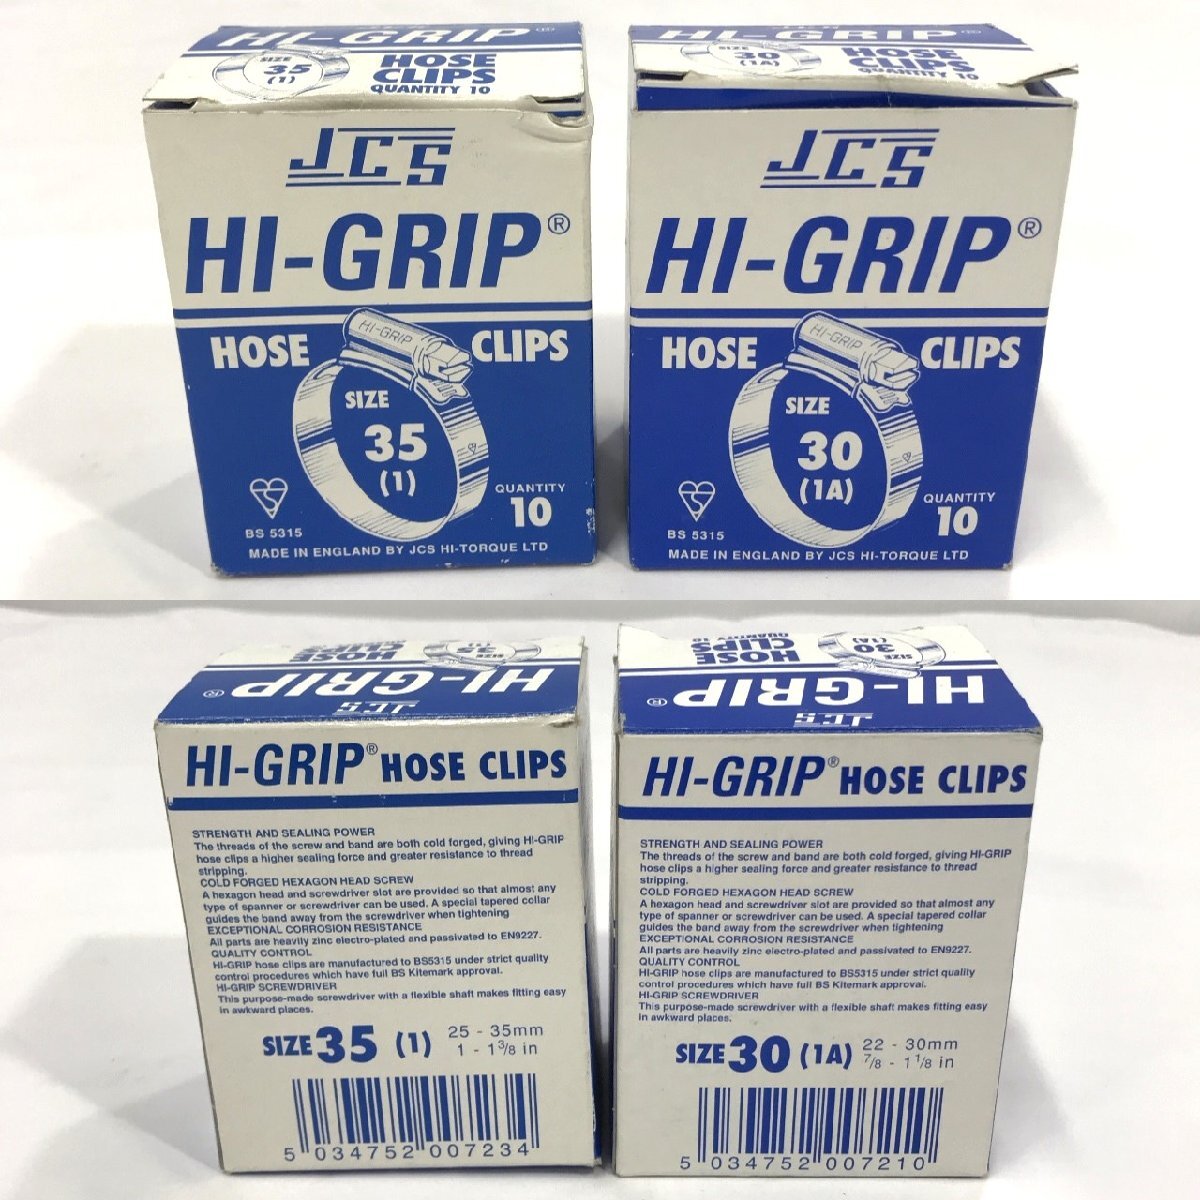 HI-GRIP®
SIZE
35
(1)
HOSE
CLIPS
QUANTITY 10
JCS
HI-GRIP®
HOSE CLIPS
HI-GRIP
SIZE
35
(1)
QUANTITY
10
BS 5315
MADE IN ENGLAND BY JCS HI-TORQUE LTD
HI-GRIP®
SIZE
30
(1A)
HOSE
CLIPS
QUANTITY 10
JCS
HI-GRIP®
HOSE CLIPS
HI-GRIP
SIZE
30
(1A)
QUANTITY
10
BS 5315
MADE IN ENGLAND BY JCS HI-TORQUE LTD
HOSE
CLIPS
SIZE
35
HI-GRIP®
JCS
HI-GRIP® HOSE CLIPS
STRENGTH AND SEALING POWER
The threads of the screw and band are both cold forged, giving HI-GRIP
hose clips a higher sealing force and greater resistance to thread
stripping.
COLD FORGED HEXAGON HEAD SCREW
A hexagon head and screwdriver slot are provided so that almost any
type of spanner or screwdriver can be used. A special tapered collar
guides the band away from the screwdriver when tightening
EXCEPTIONAL CORROSION RESISTANCE
All parts are heavily zinc electro-plated and passivated to EN9227.
QUALITY CONTROL
HI-GRIP hose clips are manufactured to BS5315 under strict quality
control procedures which have full BS Kitemark approval.
HI-GRIP SCREWDRIVER
This purpose-made screwdriver with a flexible shaft makes fitting easy
in awkward places.
SIZE 35 (1) 25 - 35mm
1 - 1 3/8 in
5 034752 007234
HOSE
CLIPS
QUANTITY 10
SIZE
30
(1A)
HI-GRIP®
JCS
HI-GRIP® HOSE CLIPS
STRENGTH AND SEALING POWER
The threads of the screw and band are both cold forged, giving HI-GRIP
hose clips a higher sealing force and greater resistance to thread
stripping.
COLD FORGED HEXAGON HEAD SCREW
A hexagon head and screwdriver slot are provided so that almost any
type of spanner or screwdriver can be used. A special tapered collar
guides the band away from the screwdriver when tightening
EXCEPTIONAL CORROSION RESISTANCE
All parts are heavily zinc electro-plated and passivated to EN9227.
QUALITY CONTROL
HI-GRIP hose clips are manufactured to BS5315 under strict quality
control procedures which have full BS Kitemark approval.
HI-GRIP SCREWDRIVER
This purpose-made screwdriver with a flexible shaft makes fitting easy
in awkward places.
SIZE 30 (1A) 22 - 30mm
7/8 - 1 1/8 in
5 034752 007210